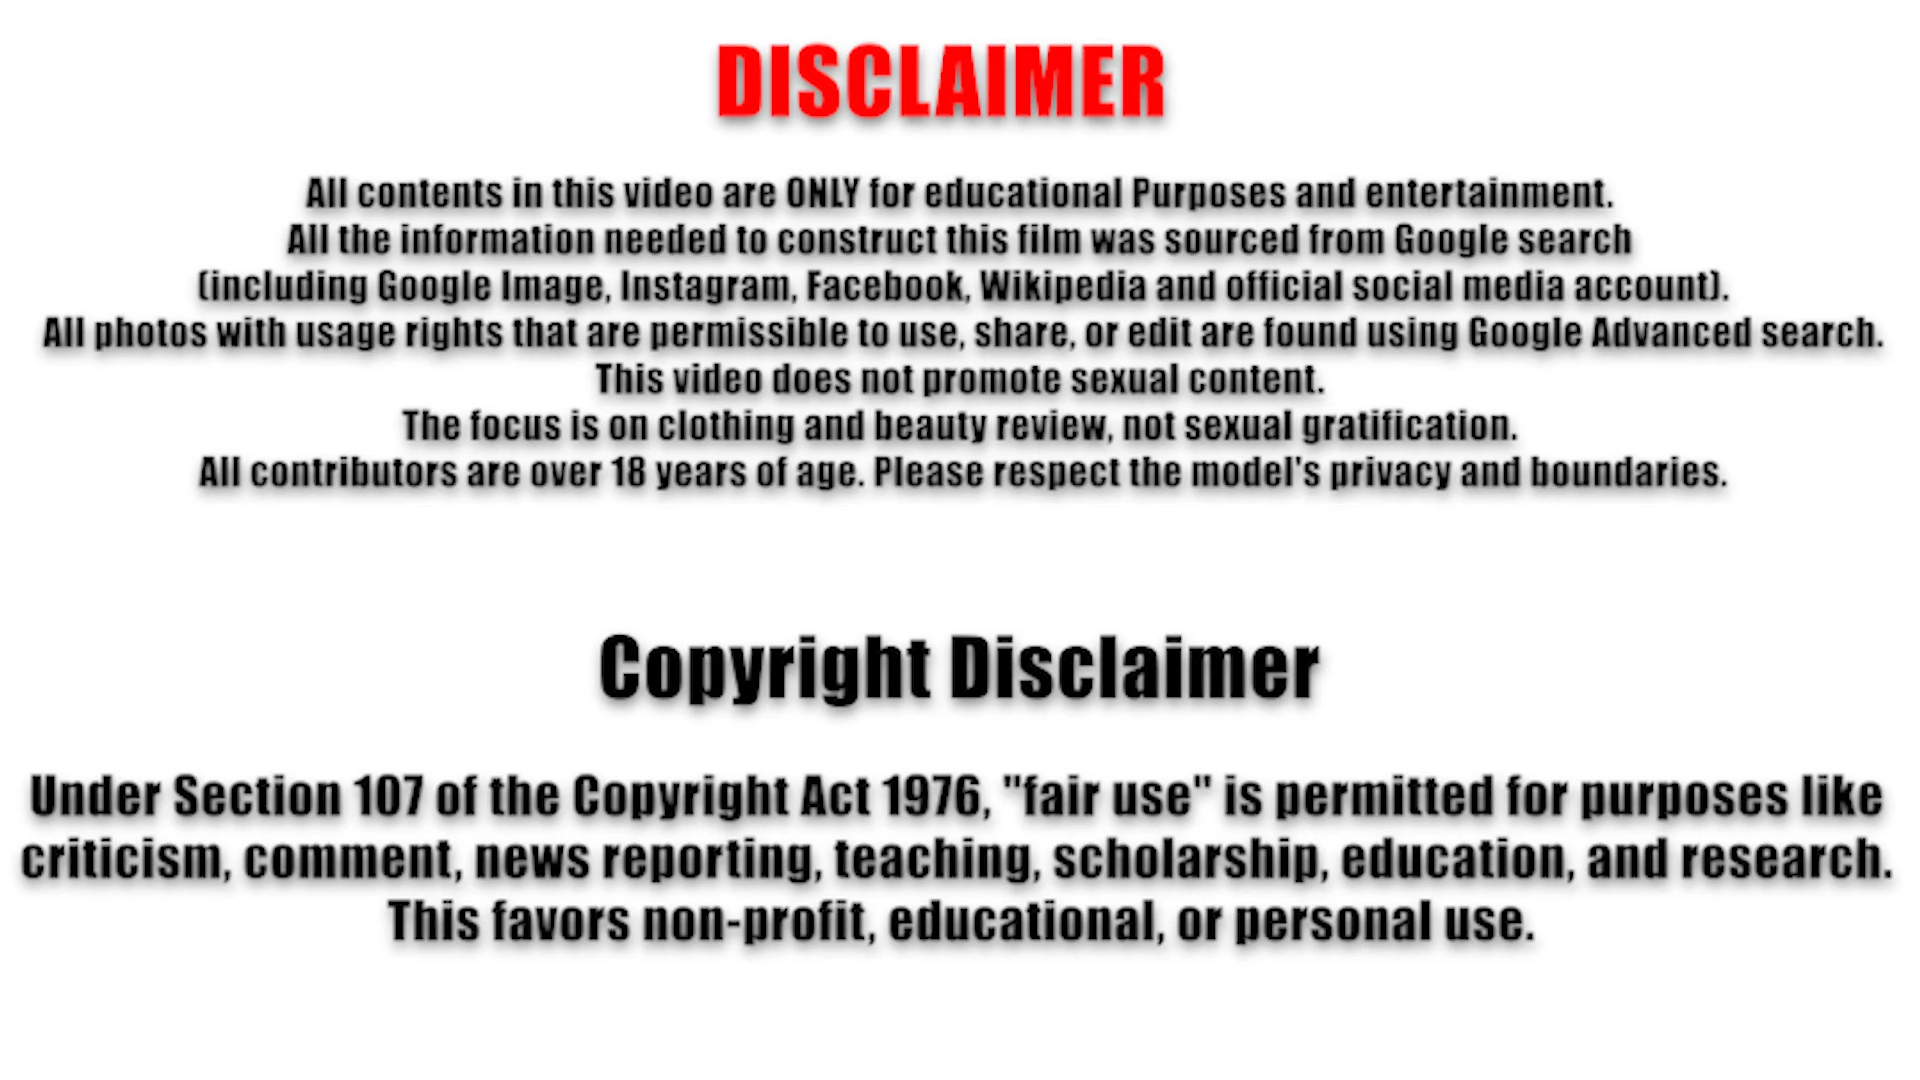 DISCLAIMER
All contents in this video are ONLY for educational Purposes and entertainment.
All the information needed to construct this film was sourced from Google search
(including Google Image, Instagram, Facebook, Wikipedia and official social media account).
All photos with usage rights that are permissible to use, share, or edit are found using Google Advanced search.
This video does not promote sexual content.
The focus is on clothing and beauty review, not sexual gratification.
All contributors are over 18 years of age. Please respect the model's privacy and boundaries.
Copyright Disclaimer
Under Section 107 of the Copyright Act 1976, "fair use" is permitted for purposes like
criticism, comment, news reporting, teaching, scholarship, education, and research.
This favors non-profit, educational, or personal use.